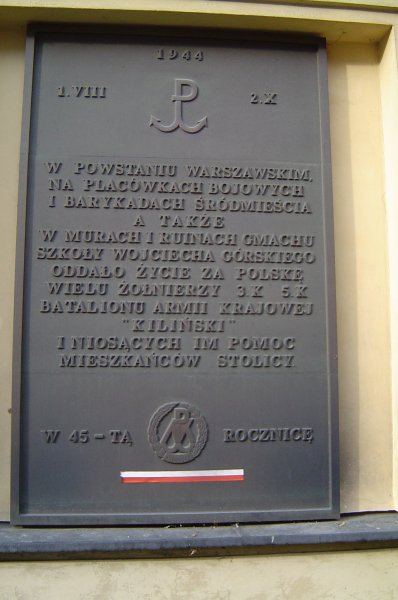 1944
1.VIII 2.X
W POWSTANIU WARSZAWSKIM,
NA PLACÓWKACH BOJOWYCH
I BARYKADACH ŚRÓDMIEŚCIA
A TAKŻE
W MURACH I RUINACH GMACHU
SZKOŁY WOJCIECHA GÓRSKIEGO
ODDAŁO ŻYCIE ZA POLSKĘ
WIELU ŻOŁNIERZY 3.K 5.K
BATALIONU ARMII KRAJOWEJ
"KILIŃSKI"
I NIOSĄCYCH IM POMOC
MIESZKAŃCÓW STOLICY
W 45-TĄ ROCZNICĘ